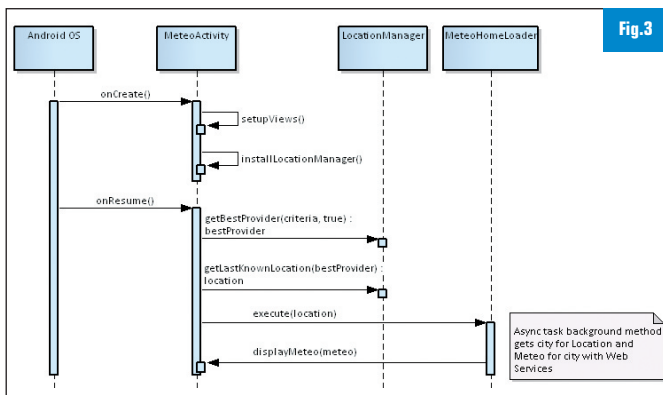 Fig.3
Android OS
MeteoActivity
LocationManager
MeteoHomeLoader
onCreate()
setupViews()
installLocationManager()
onResume()
getBestProvider(criteria, true) :
bestProvider
getLastKnownLocation(bestProvider) :
location
execute(location)
Async task background method
gets city for Location and
Meteo for city with Web
Services
displayMeteo(meteo)